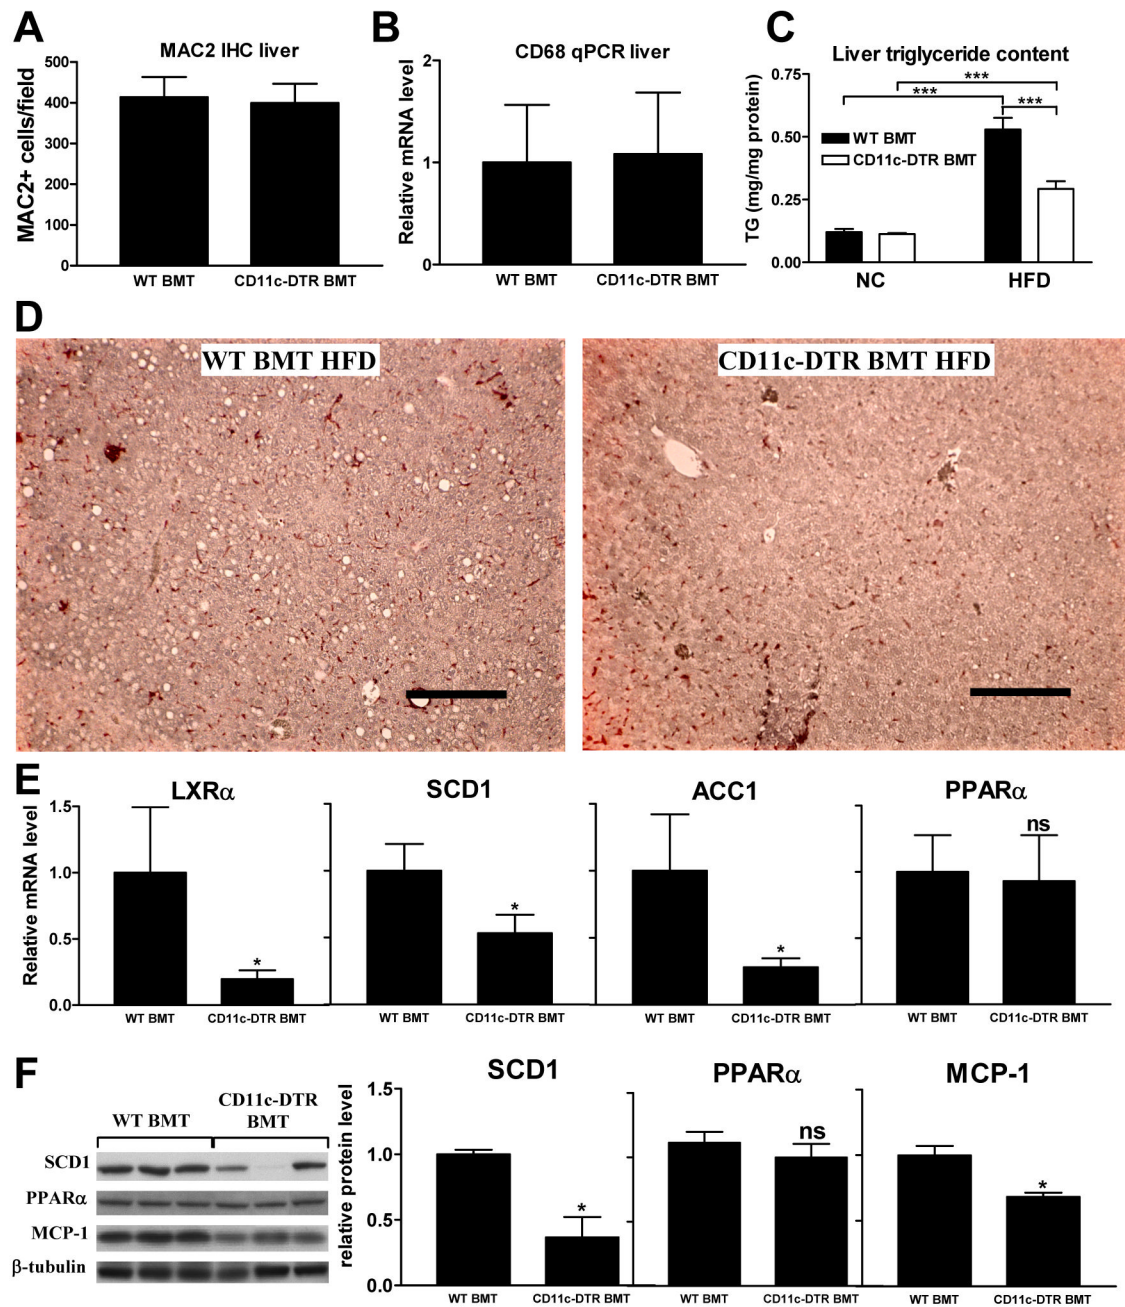 A
MAC2 IHC liver
MAC2+ cells/field
500
400
300
200
100
0
WT BMT
CD11c-DTR BMT
B
CD68 qPCR liver
Relative mRNA level
2
1
0
WT BMT
CD11c-DTR BMT
C
Liver triglyceride content
TG (mg/mg protein)
0.75
0.50
0.25
0.00
***
***
***
WT BMT
CD11c-DTR BMT
NC
HFD
D
WT BMT HFD
CD11c-DTR BMT HFD
E
Relative mRNA level
1.5
1.0
0.5
0.0
LXRα
*
WT BMT
CD11c-DTR BMT
SCD1
*
WT BMT
CD11c-DTR BMT
ACC1
*
WT BMT
CD11c-DTR BMT
PPARα
ns
WT BMT
CD11c-DTR BMT
F
WT BMT
CD11c-DTR
BMT
SCD1
PPARα
MCP-1
β-tubulin
relative protein level
1.5
1.0
0.5
0.0
SCD1
*
WT BMT
CD11c-DTR BMT
PPARα
ns
WT BMT
CD11c-DTR BMT
MCP-1
*
WT BMT
CD11c-DTR BMT